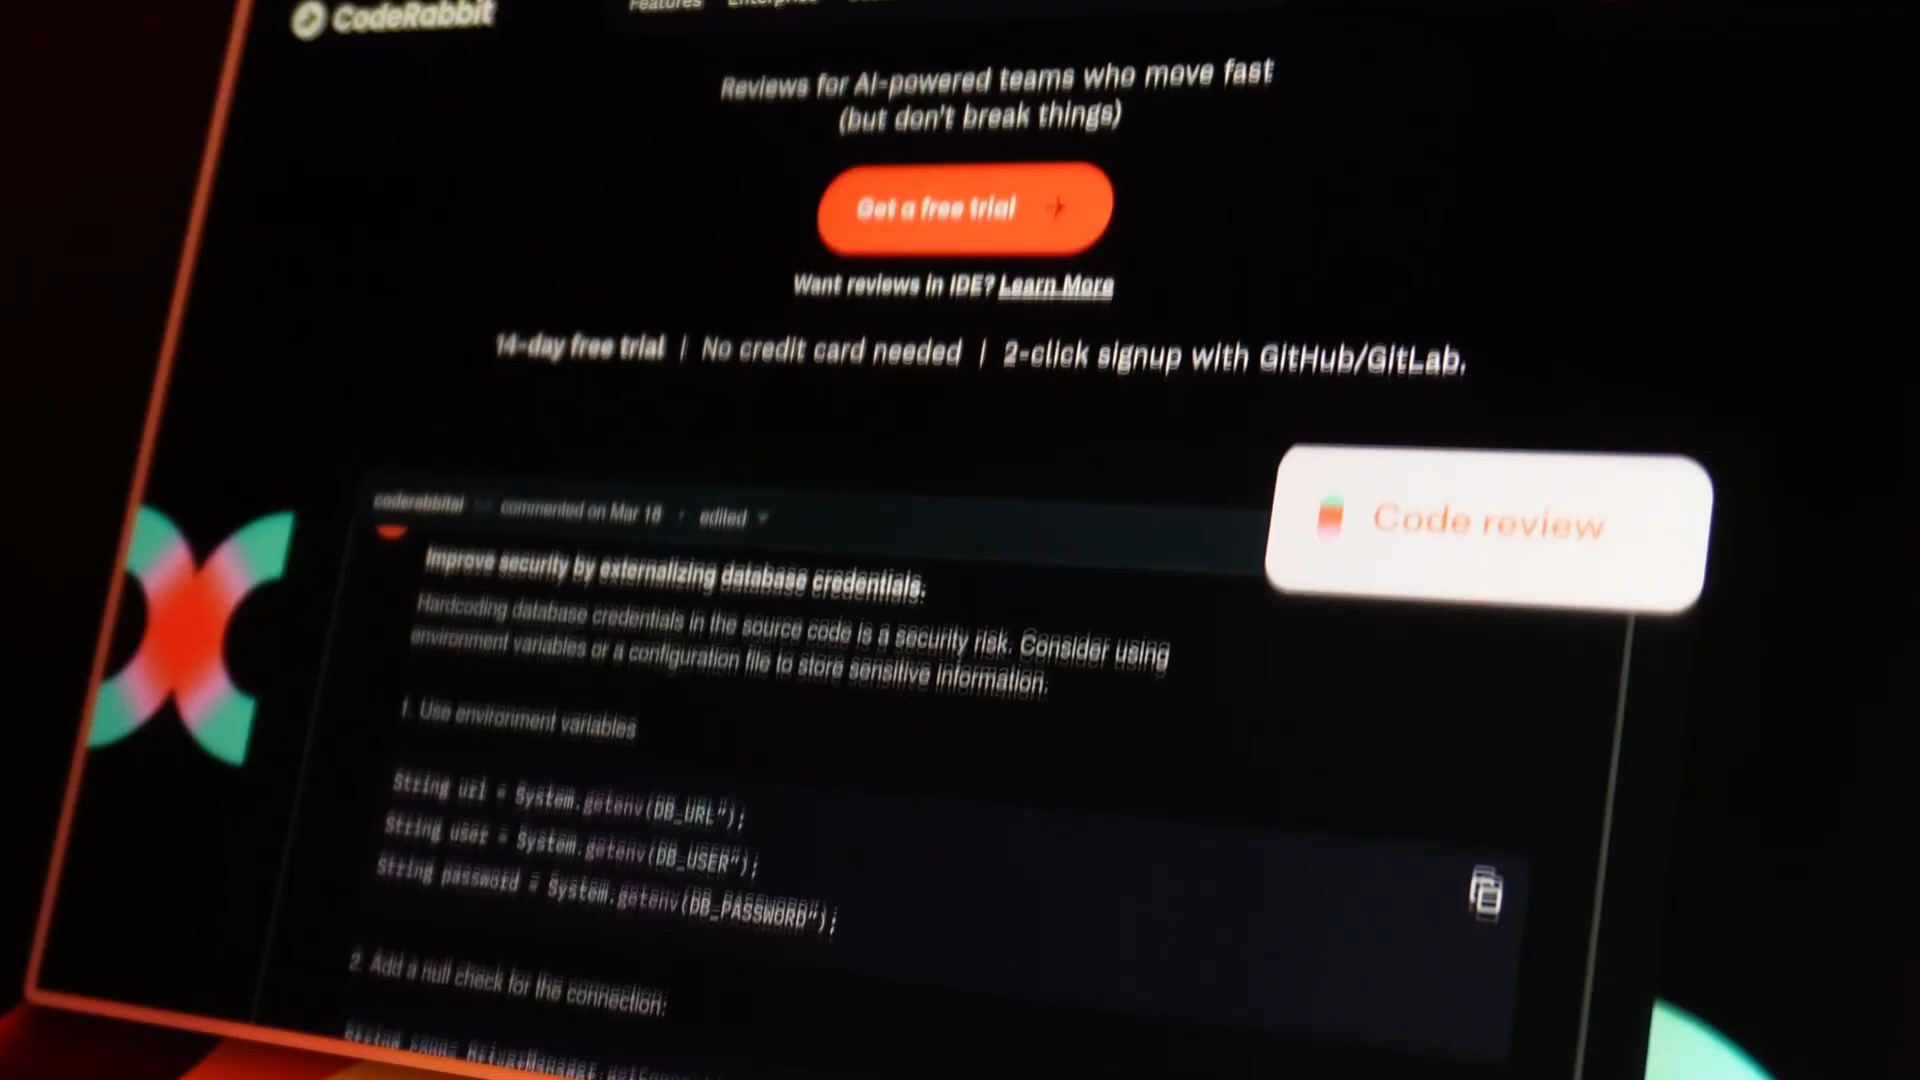 CodeRabbit
Features Enterprise
Reviews for AI-powered teams who move fast
(but don't break things)
Get a free trial
Want reviews in IDE? Learn More
14-day free trial | No credit card needed | 2-click signup with GitHub/GitLab.
coderabbitai commented on Mar 18 · edited
Code review
Improve security by externalizing database credentials.
Hardcoding database credentials in the source code is a security risk. Consider using
environment variables or a configuration file to store sensitive information.
1. Use environment variables
String url = System.getenv(DB_URL");
String user = System.getenv(DB_USER");
String password = System.getenv(DB_PASSWORD");
2. Add a null check for the connection: